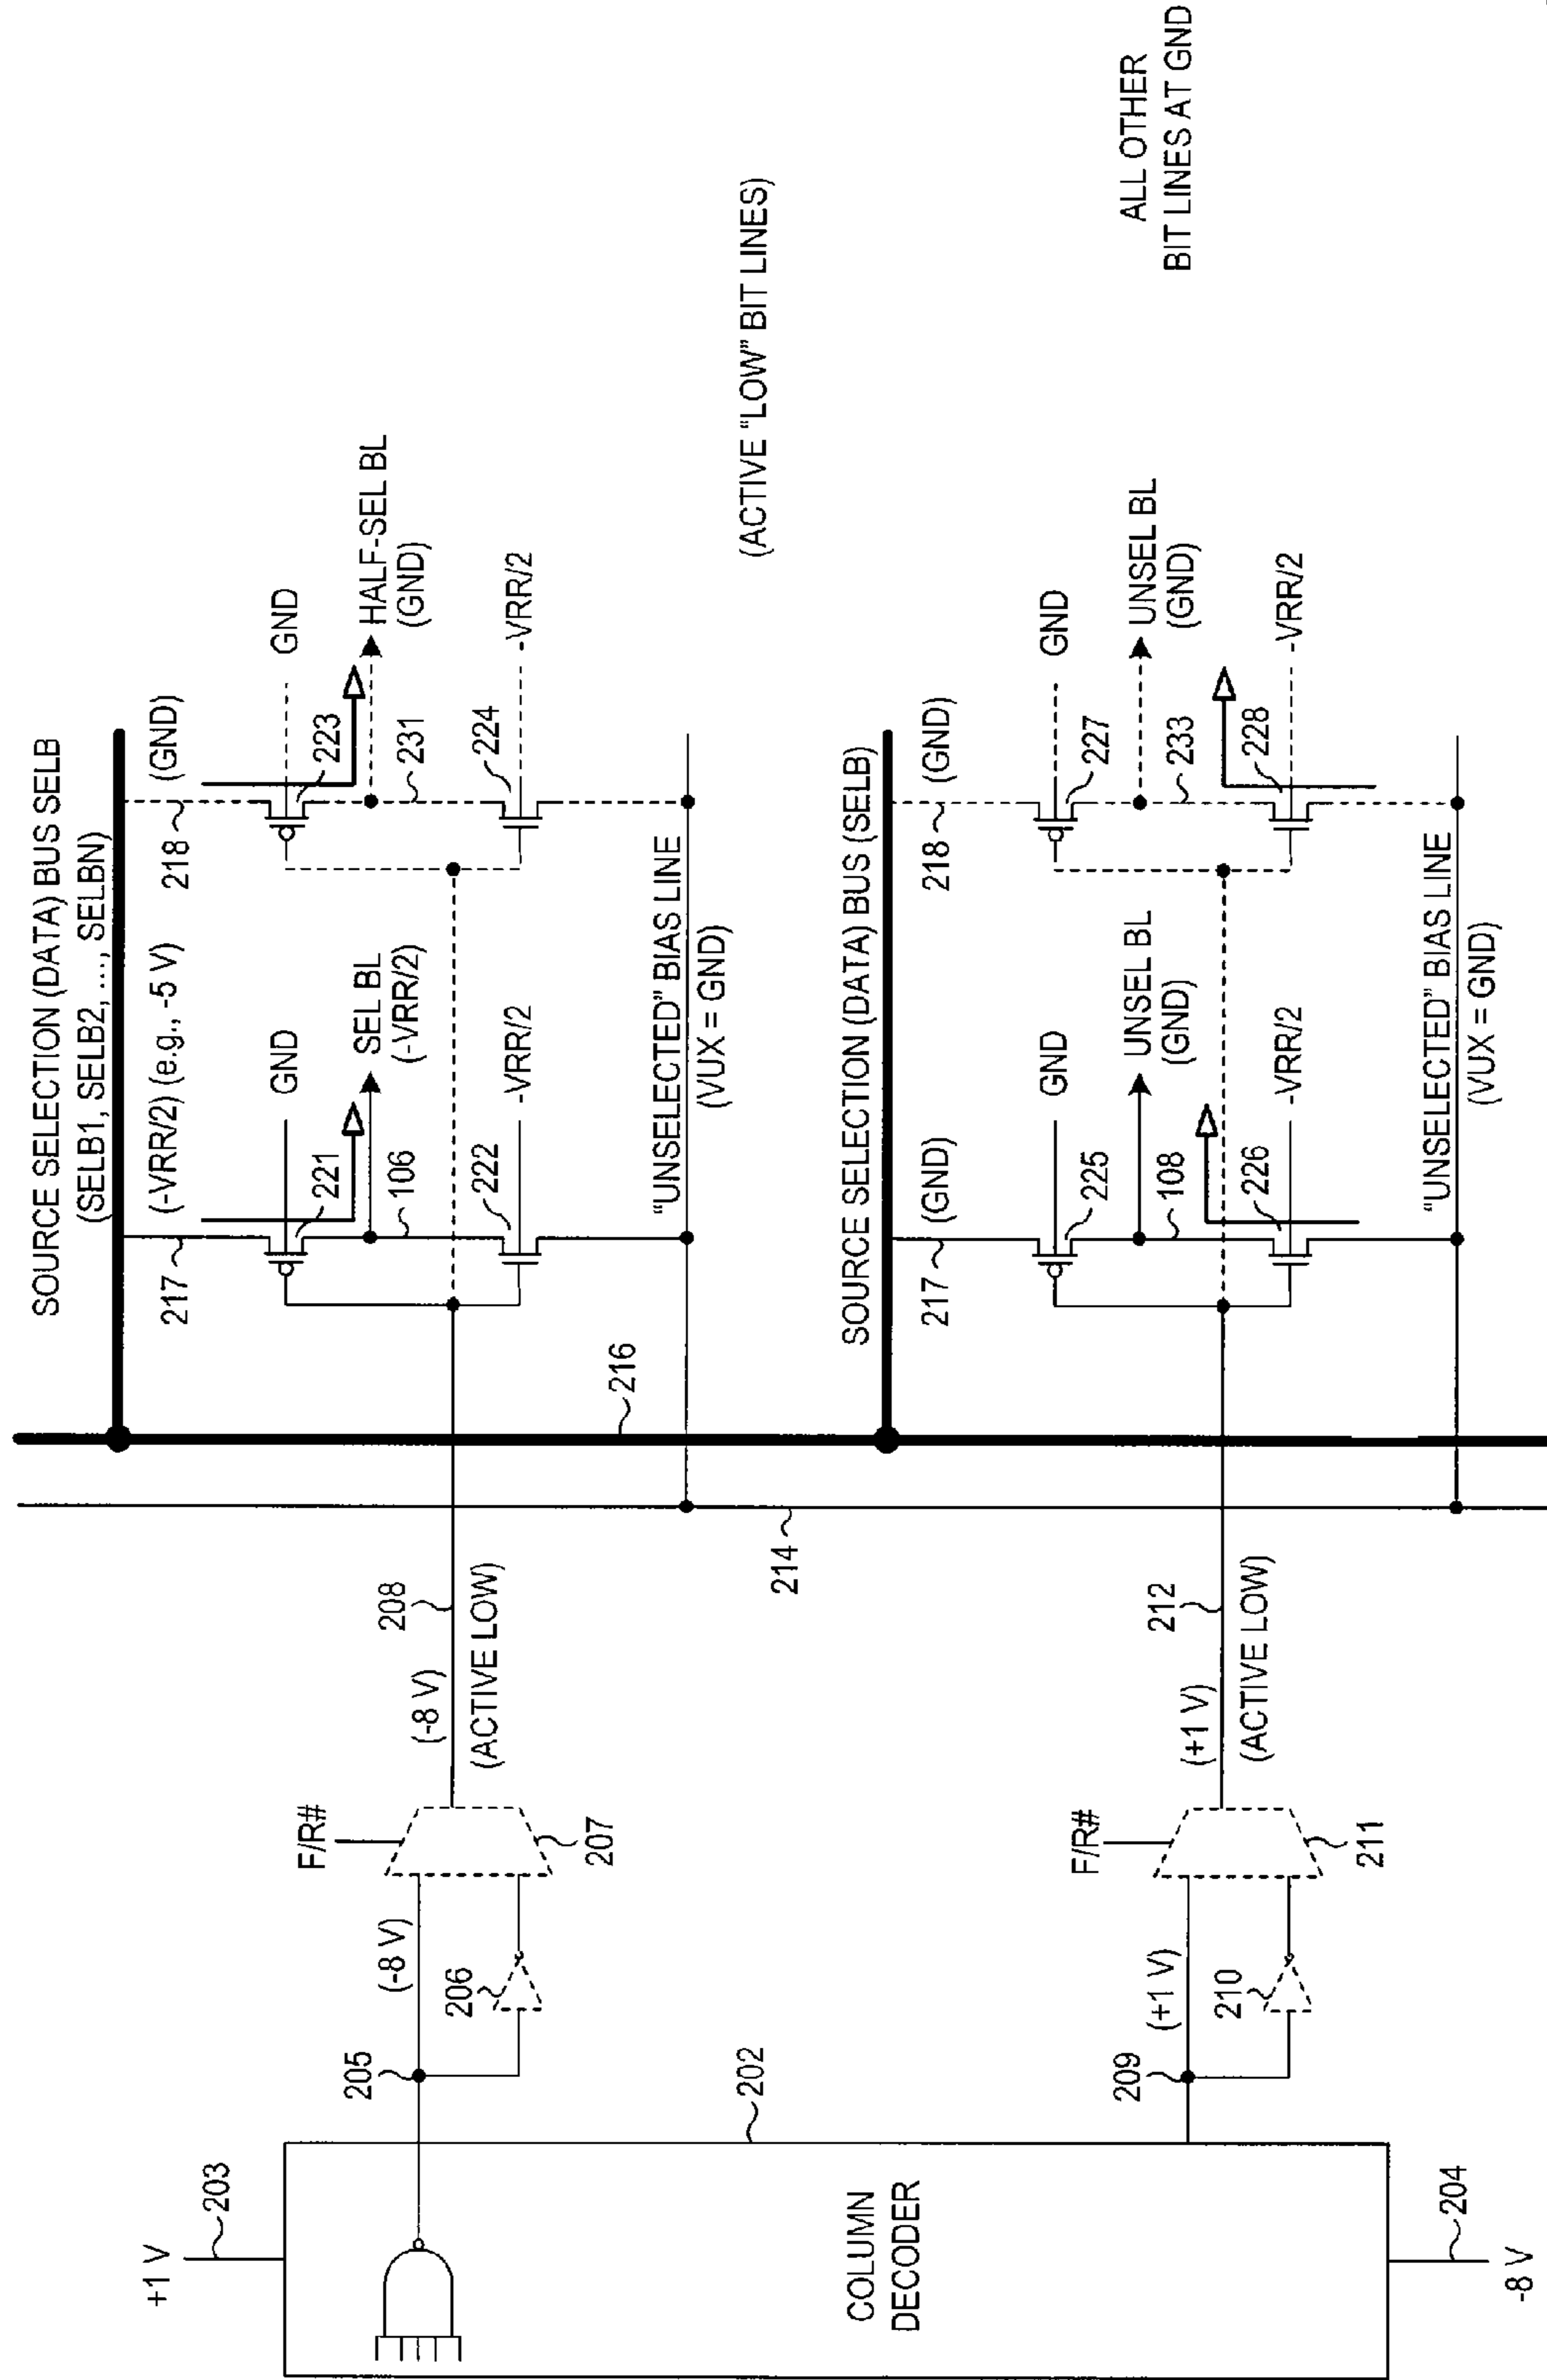 SOURCE SELECTION (DATA) BUS SELB
(SELB1, SELB2, ..., SELBN)
+1 V
203
205
(-8 V)
206
F/R#
207
(-8 V)
208
(ACTIVE LOW)
216
217
(-VRR/2) (e.g., -5 V)
GND
221
SEL BL
(-VRR/2)
106
222
-VRR/2
218
(GND)
GND
223
HALF-SEL BL
(GND)
231
224
-VRR/2
"UNSELECTED" BIAS LINE
(VUX = GND)
(ACTIVE "LOW" BIT LINES)
202
COLUMN
DECODER
214
SOURCE SELECTION (DATA) BUS (SELB)
209
(+1 V)
210
F/R#
211
(+1 V)
212
(ACTIVE LOW)
217
(GND)
GND
225
UNSEL BL
(GND)
108
226
-VRR/2
218
(GND)
GND
227
UNSEL BL
(GND)
233
228
-VRR/2
"UNSELECTED" BIAS LINE
(VUX = GND)
ALL OTHER
BIT LINES AT GND
204
-8 V